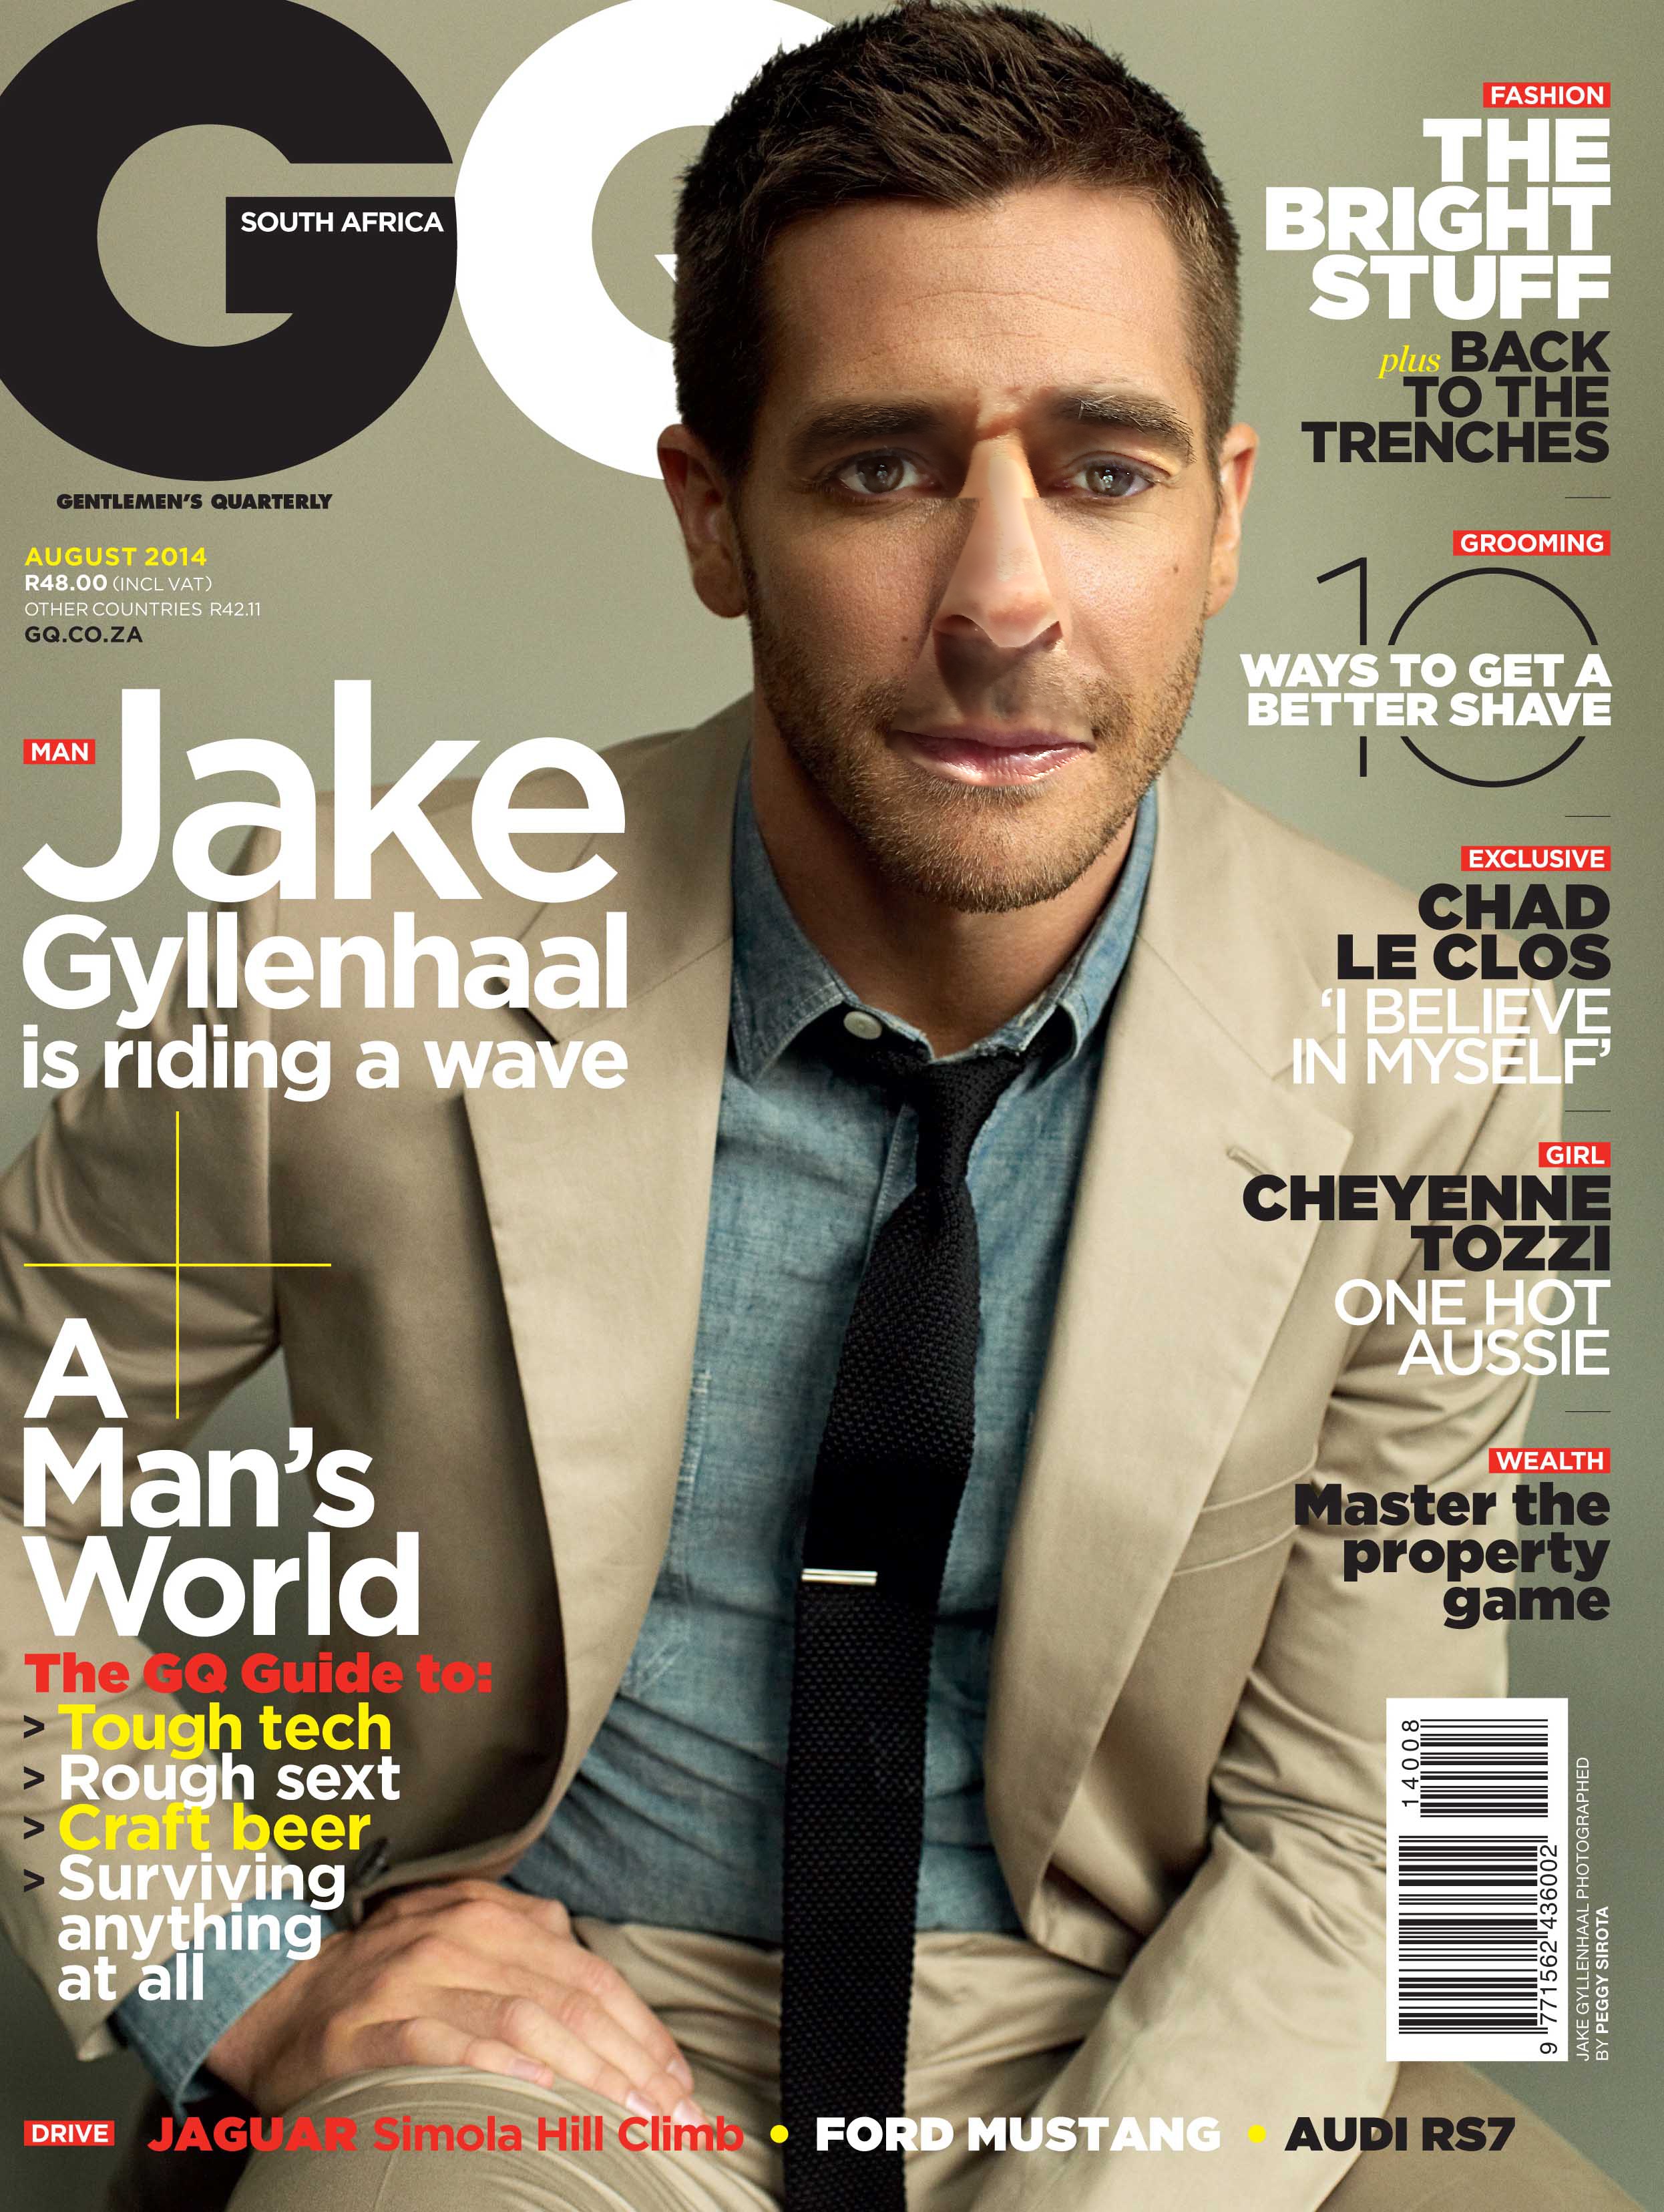 GQ
SOUTH AFRICA
GENTLEMEN'S QUARTERLY
AUGUST 2014
R48.00 (INCL VAT)
OTHER COUNTRIES R42.11
GQ.CO.ZA
MAN
Jake
Gyllenhaal
is riding a wave
A
Man's
World
The GQ Guide to:
> Tough tech
> Rough sext
> Craft beer
> Surviving
anything
at all
FASHION
THE
BRIGHT
STUFF
plus BACK
TO THE
TRENCHES
GROOMING
10
WAYS TO GET A
BETTER SHAVE
EXCLUSIVE
CHAD
LE CLOS
'I BELIEVE
IN MYSELF'
GIRL
CHEYENNE
TOZZI
ONE HOT
AUSSIE
WEALTH
Master the
property
game
14008
9 771562 436002
JAKE GYLLENHAAL PHOTOGRAPHED
BY PEGGY SIROTA
DRIVE JAGUAR Simola Hill Climb • FORD MUSTANG • AUDI RS7